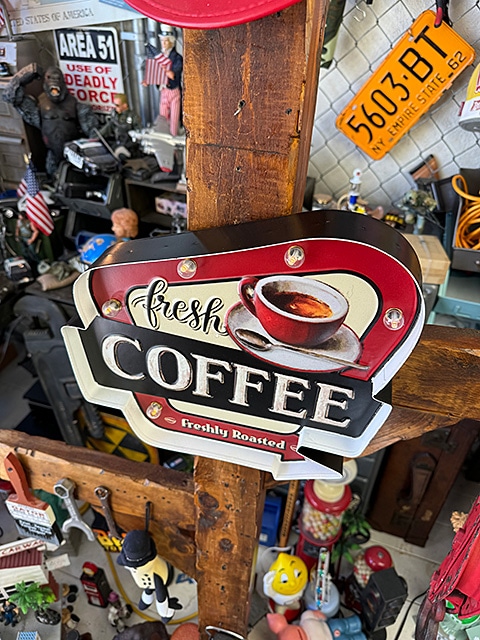 STATES OF AMERICA
AREA 51
USE OF
DEADLY
FORCE
5603·BT
NY EMPIRE STATE 62
fresh
COFFEE
Freshly Roasted